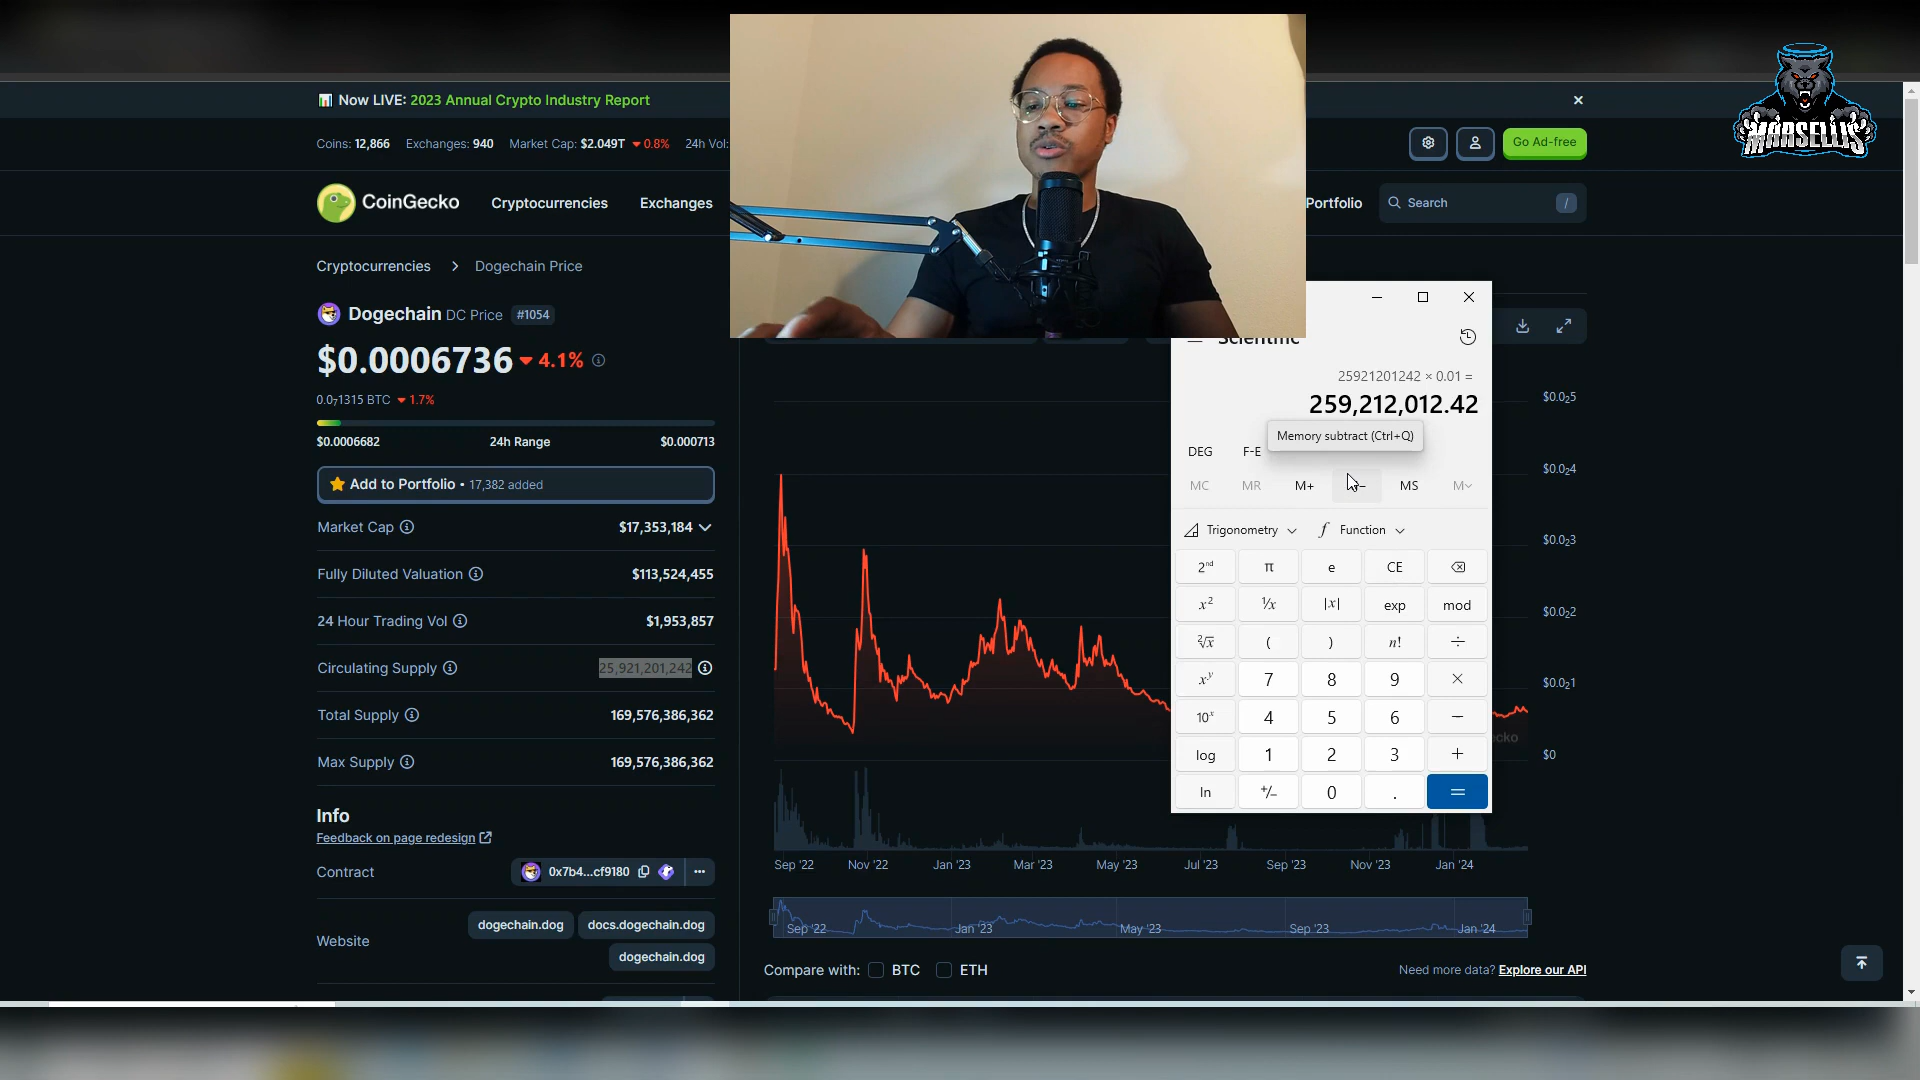 Now LIVE: 2023 Annual Crypto Industry Report
Coins: 12,866 Exchanges: 940 Market Cap: $2.049T 0.8% 24h Vol:
Go Ad-free
MARSELLIS
CoinGecko Cryptocurrencies Exchanges Portfolio Search /
Cryptocurrencies > Dogechain Price
Dogechain DC Price #1054
$0.0006736 4.1%
0.0₇1315 BTC 1.7%
$0.0006682 24h Range $0.000713
Add to Portfolio • 17,382 added
Market Cap $17,353,184
Fully Diluted Valuation $113,524,455
24 Hour Trading Vol $1,953,857
Circulating Supply 25,921,201,242
Total Supply 169,576,386,362
Max Supply 169,576,386,362
Info
Feedback on page redesign
Contract 0x7b4...cf9180
Website dogechain.dog docs.dogechain.dog
dogechain.dog
Scientific
25921201242 × 0.01 =
259,212,012.42
Memory subtract (Ctrl+Q)
DEG F-E
MC MR M+ MS M
Trigonometry f Function
2nd π e CE
x² ¹/x |x| exp mod
²√x ( ) n! ÷
xʸ 7 8 9 ×
10ˣ 4 5 6 −
log 1 2 3 +
ln +/− 0 . =
$0.0₂5
$0.0₂4
$0.0₂3
$0.0₂2
$0.0₂1
$0
cko
Sep '22 Nov '22 Jan '23 Mar '23 May '23 Jul '23 Sep '23 Nov '23 Jan '24
Sep '22 Jan '23 May '23 Sep '23 Jan '24
Compare with: BTC ETH
Need more data? Explore our API